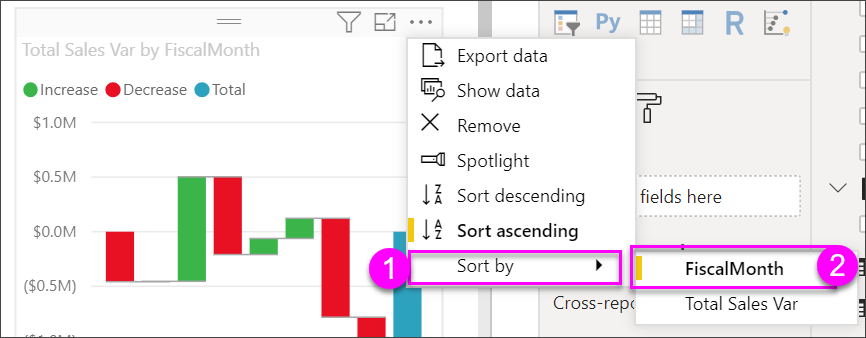 Total Sales Var by FiscalMonth
Increase Decrease Total
$1.0M
$0.5M
$0.0M
($0.5M)
Export data
Show data
Remove
Spotlight
Sort descending
Sort ascending
1 Sort by
Py
R
fields here
FiscalMonth 2
Total Sales Var
Cross-repo